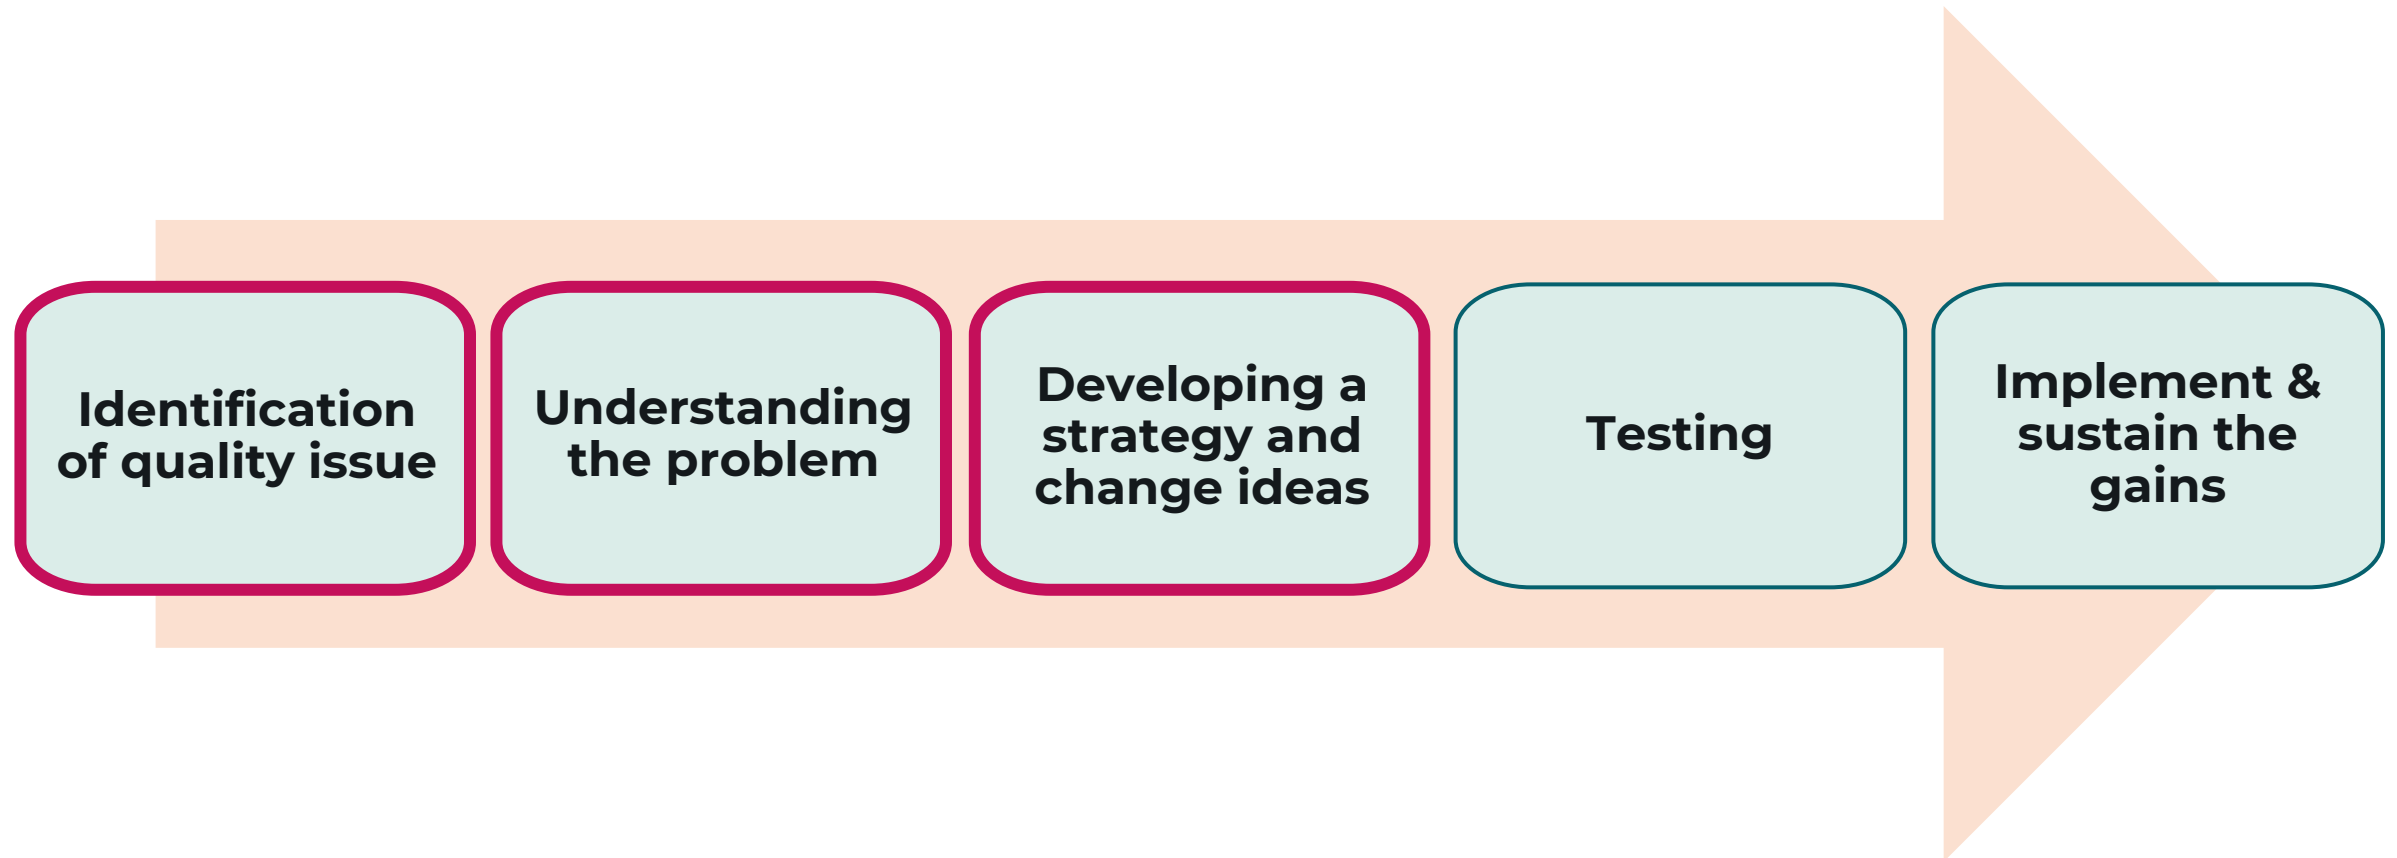 Identification
of quality issue
Understanding
the problem
Developing a
strategy and
change ideas
Testing
Implement &
sustain the
gains